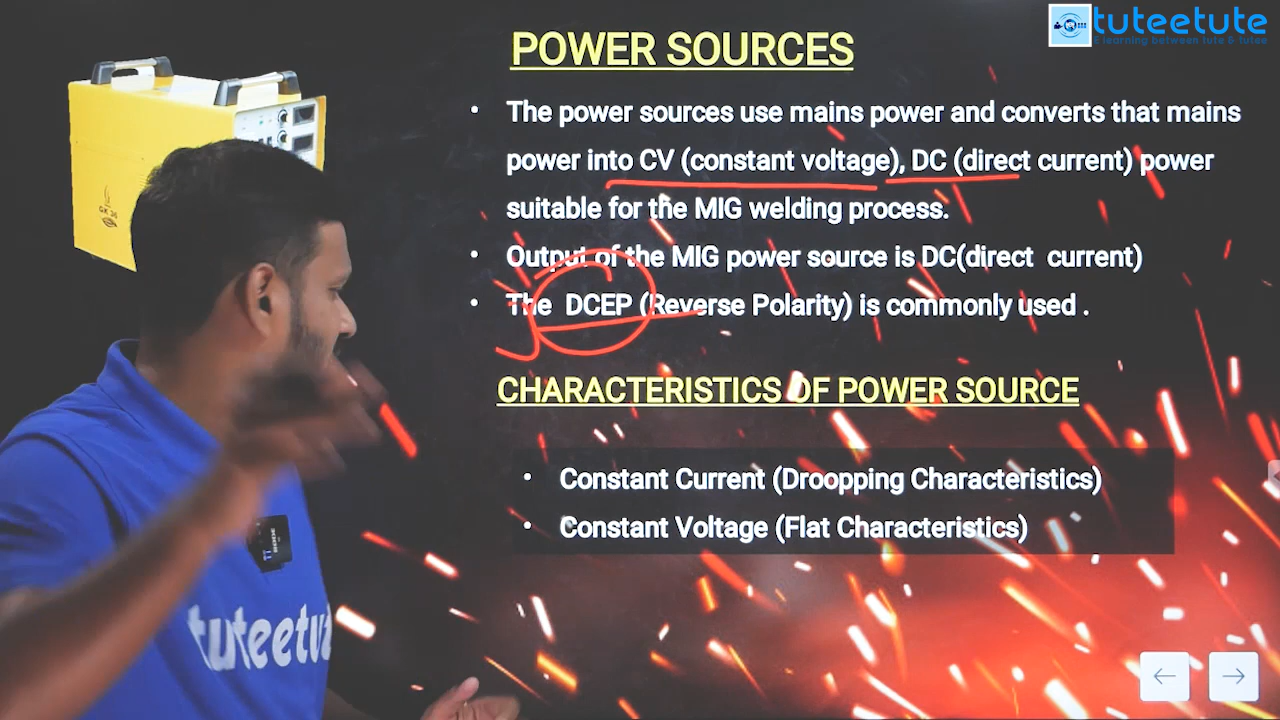 tuteetute
E learning between tute & tutee
POWER SOURCES
• The power sources use mains power and converts that mains
power into CV (constant voltage), DC (direct current) power
suitable for the MIG welding process.
• Output of the MIG power source is DC(direct current)
• The DCEP (Reverse Polarity) is commonly used .
CHARACTERISTICS OF POWER SOURCE
• Constant Current (Droopping Characteristics)
• Constant Voltage (Flat Characteristics)
tuteetut